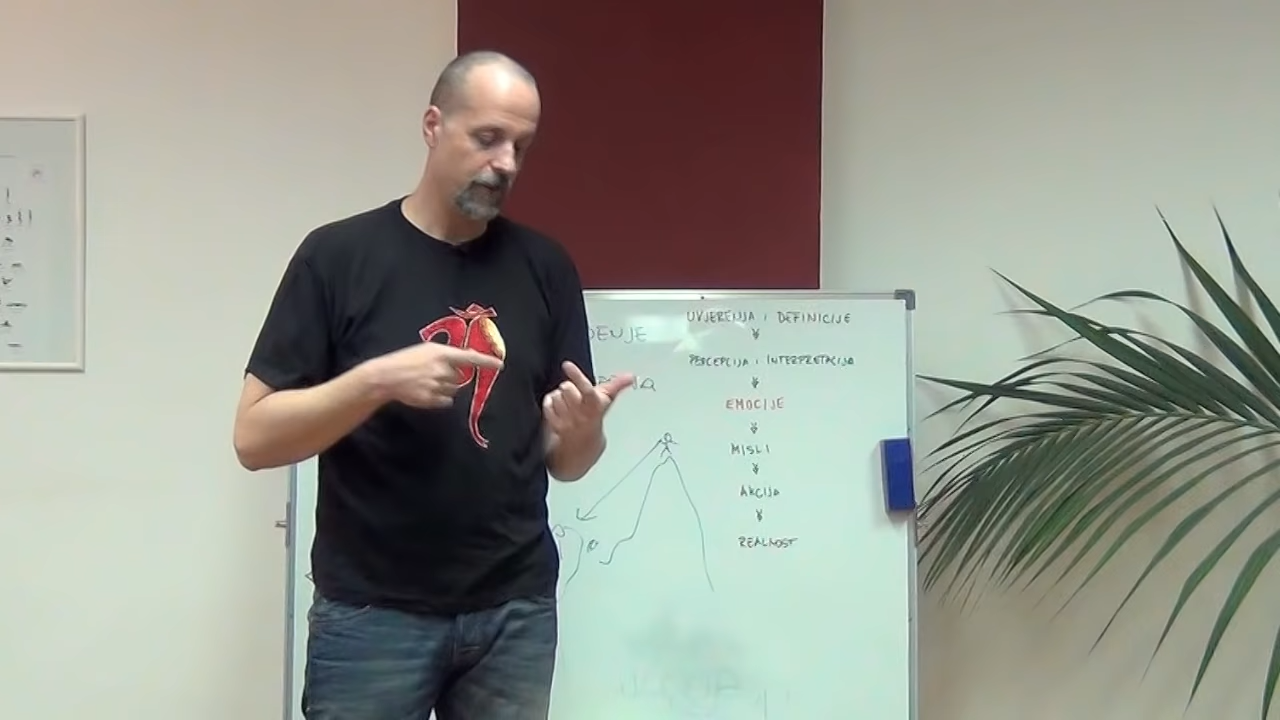 UVJERENJA I DEFINICIJE
PERCEPCIJA I INTERPRETACIJA
EMOCIJE
MISLI
AKCIJA
REALNOST